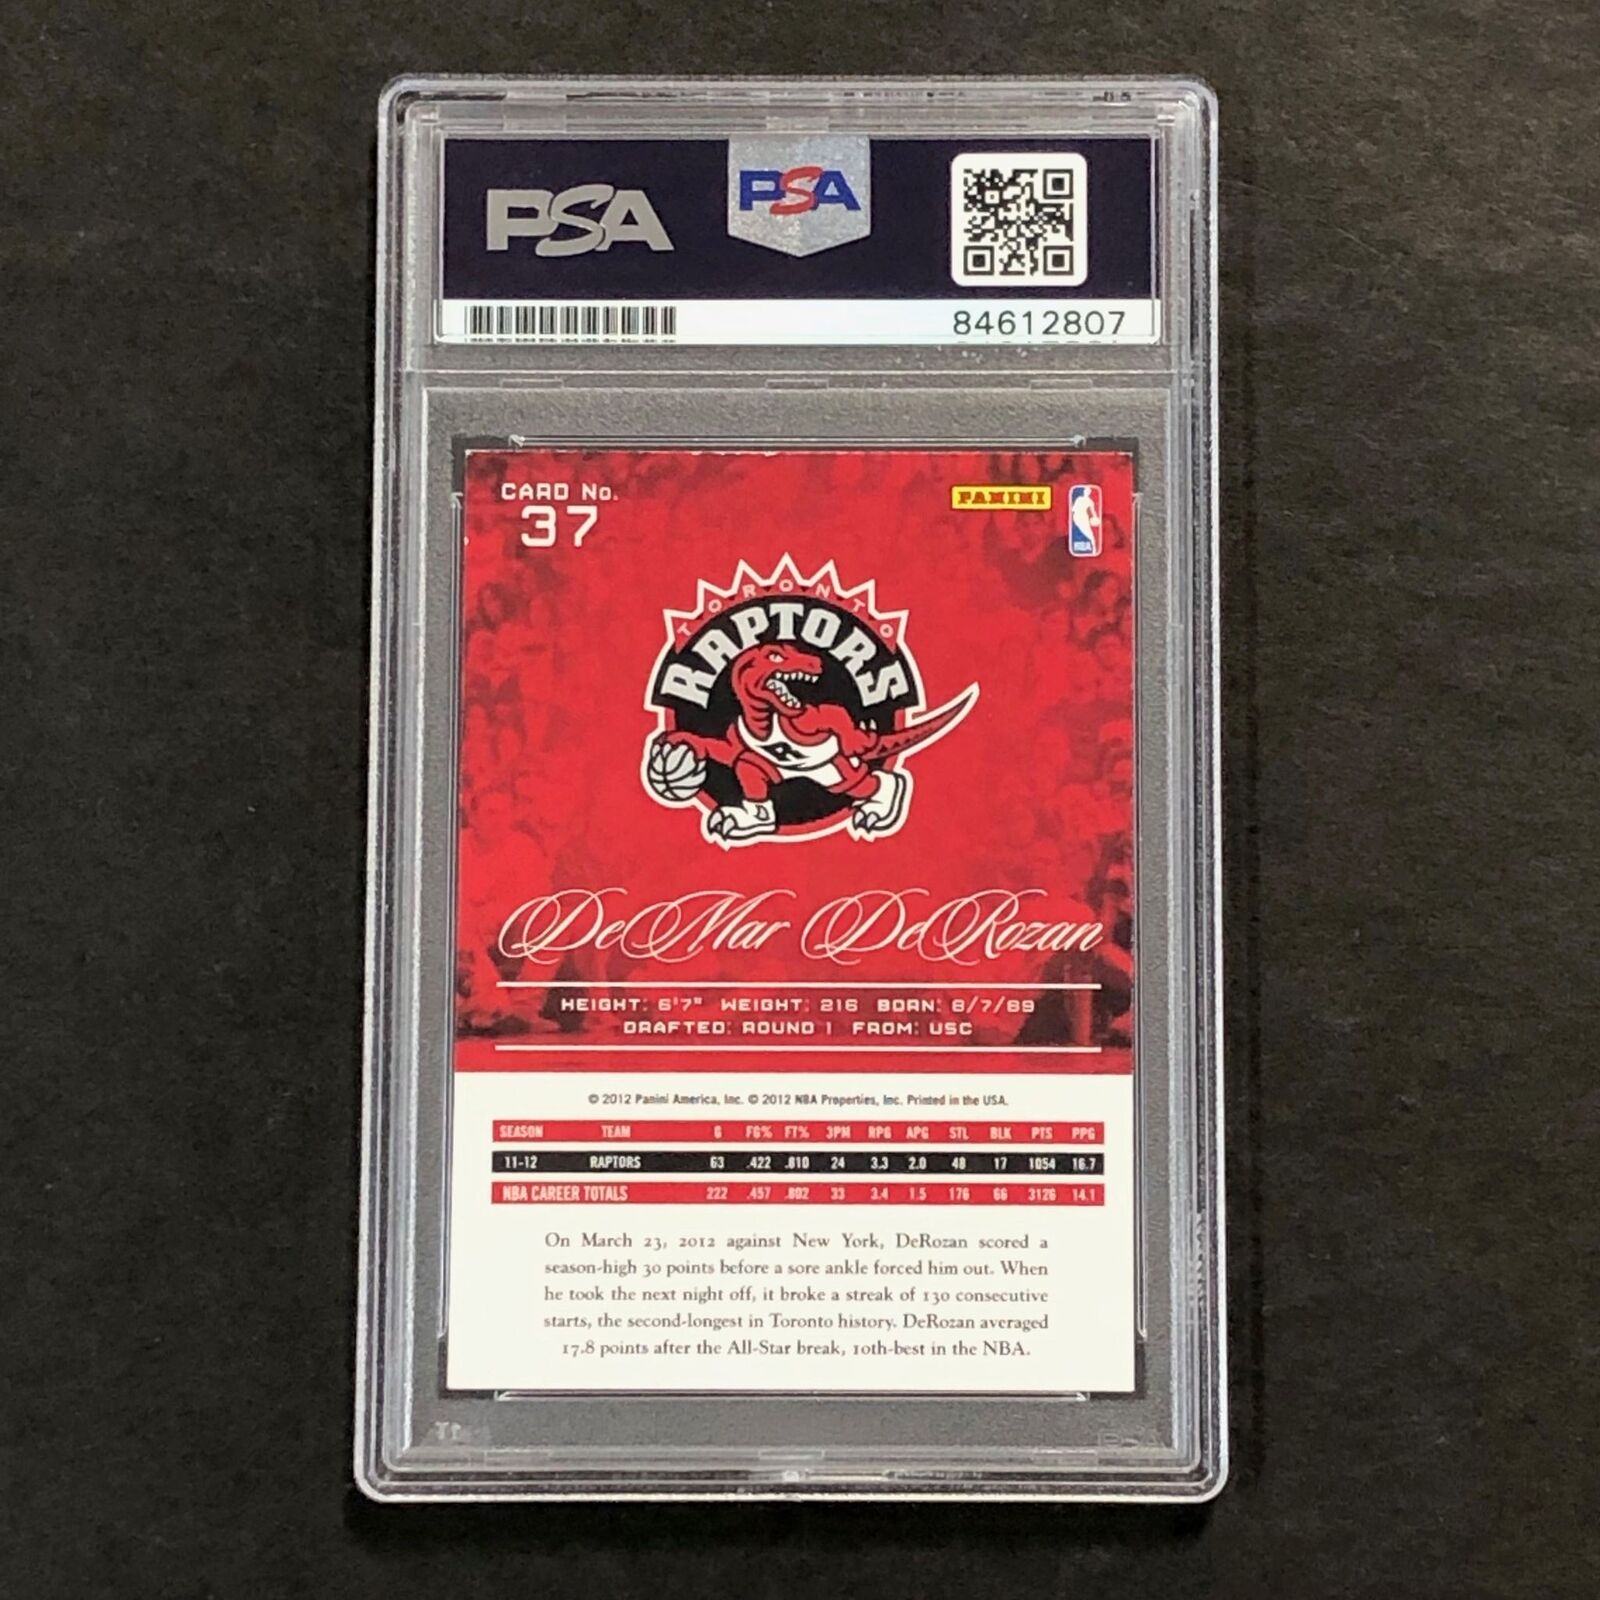 PSA
PSA
84612807
CARD No.
37
PANINI
NBA
TORONTO
RAPTORS
DeMar DeRozan
HEIGHT: 6'7" WEIGHT: 216 BORN: 8/7/89
DRAFTED: ROUND 1 FROM: USC
© 2012 Panini America, Inc. © 2012 NBA Properties, Inc. Printed in the USA.
SEASON TEAM G FG% FT% 3PM RPG APG STL BLK PTS PPG
11-12 RAPTORS 63 .422 .810 24 3.3 2.0 48 17 1054 16.7
NBA CAREER TOTALS 222 .457 .802 33 3.4 1.5 176 66 3126 14.1
On March 23, 2012 against New York, DeRozan scored a
season-high 30 points before a sore ankle forced him out. When
he took the next night off, it broke a streak of 130 consecutive
starts, the second-longest in Toronto history. DeRozan averaged
17.8 points after the All-Star break, 10th-best in the NBA.